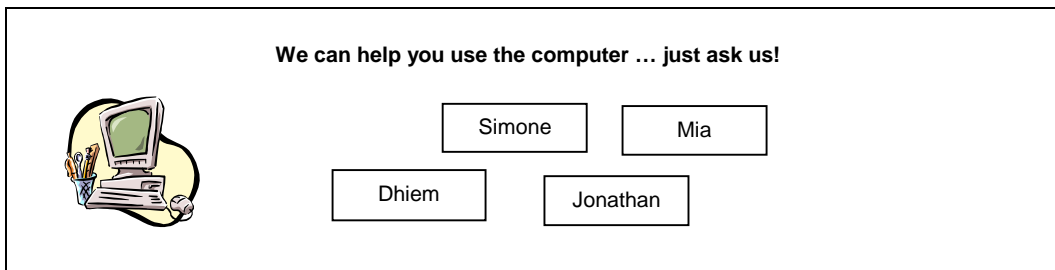 We can help you use the computer … just ask us!
Simone
Mia
Dhiem
Jonathan